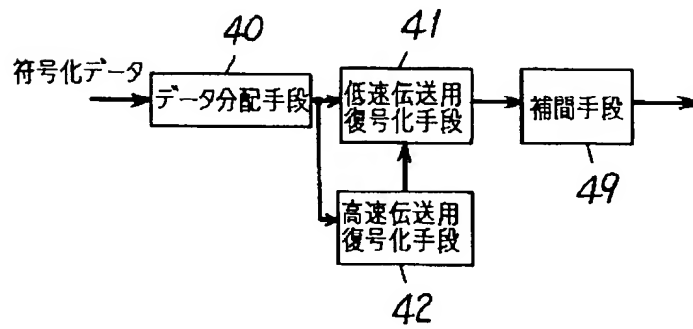 40
41
符号化データ
データ分配手段
低速伝送用
復号化手段
補間手段
49
高速伝送用
復号化手段
42